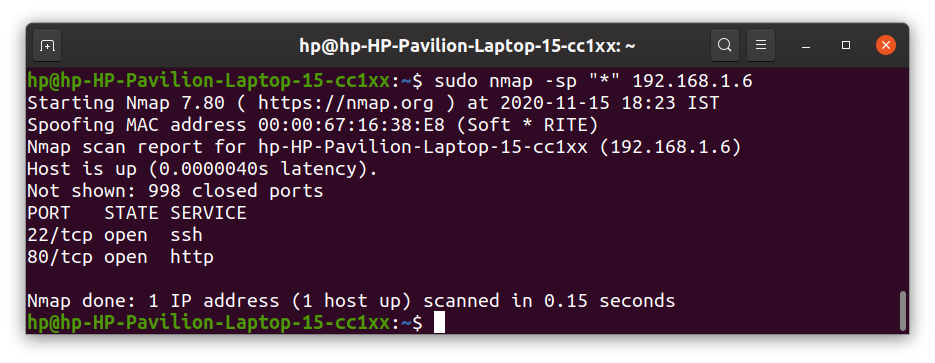 hp@hp-HP-Pavilion-Laptop-15-cc1xx: ~
hp@hp-HP-Pavilion-Laptop-15-cc1xx:~$ sudo nmap -sp "*" 192.168.1.6
Starting Nmap 7.80 ( https://nmap.org ) at 2020-11-15 18:23 IST
Spoofing MAC address 00:00:67:16:38:E8 (Soft * RITE)
Nmap scan report for hp-HP-Pavilion-Laptop-15-cc1xx (192.168.1.6)
Host is up (0.0000040s latency).
Not shown: 998 closed ports
PORT   STATE SERVICE
22/tcp open  ssh
80/tcp open  http

Nmap done: 1 IP address (1 host up) scanned in 0.15 seconds
hp@hp-HP-Pavilion-Laptop-15-cc1xx:~$